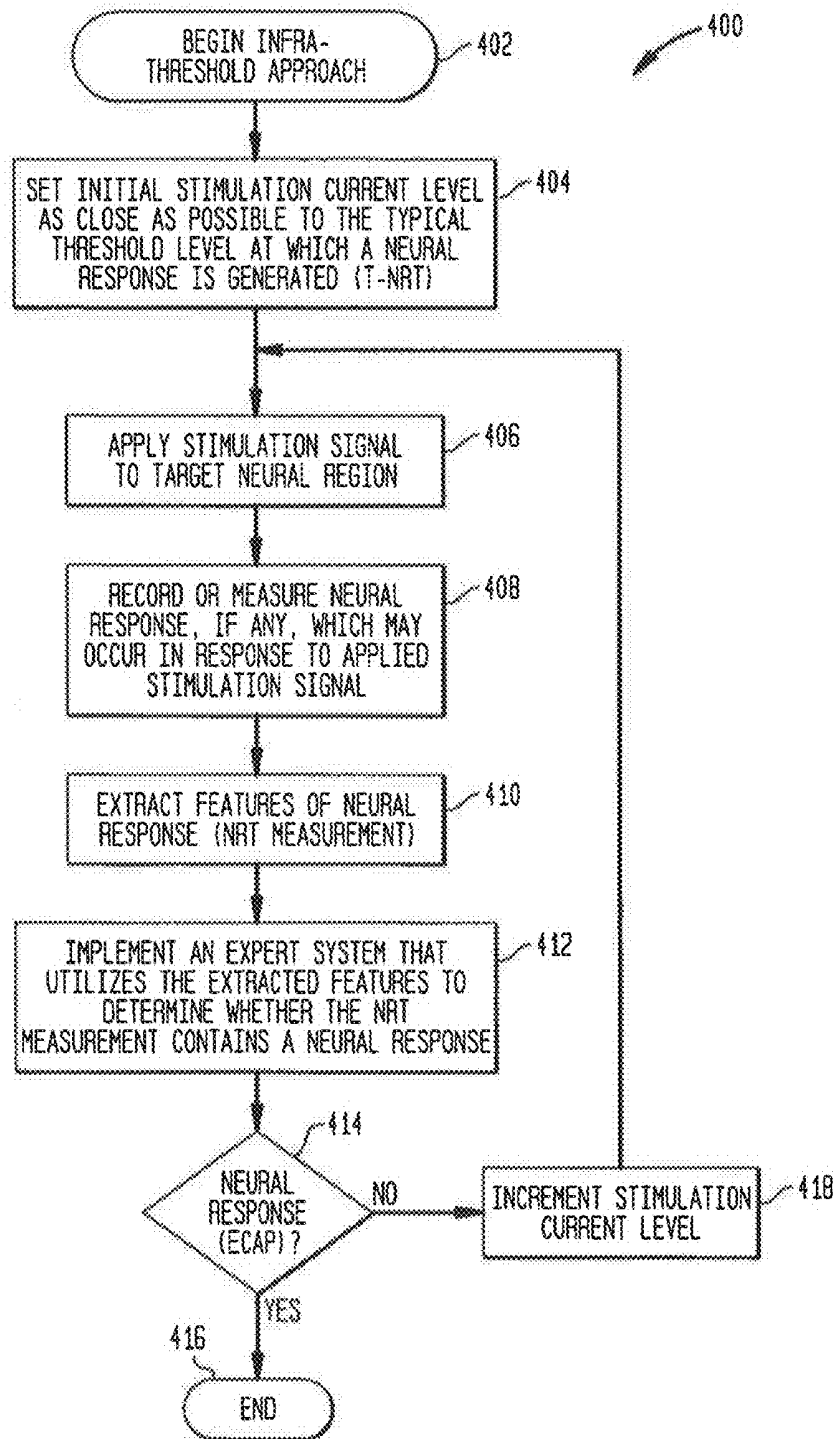 400
BEGIN INFRA-
THRESHOLD APPROACH
402
SET INITIAL STIMULATION CURRENT LEVEL
AS CLOSE AS POSSIBLE TO THE TYPICAL
THRESHOLD LEVEL AT WHICH A NEURAL
RESPONSE IS GENERATED (T-NRT)
404
APPLY STIMULATION SIGNAL
TO TARGET NEURAL REGION
406
RECORD OR MEASURE NEURAL
RESPONSE, IF ANY, WHICH MAY
OCCUR IN RESPONSE TO APPLIED
STIMULATION SIGNAL
408
EXTRACT FEATURES OF NEURAL
RESPONSE (NRT MEASUREMENT)
410
IMPLEMENT AN EXPERT SYSTEM THAT
UTILIZES THE EXTRACTED FEATURES TO
DETERMINE WHETHER THE NRT
MEASUREMENT CONTAINS A NEURAL RESPONSE
412
414
NEURAL
RESPONSE
(ECAP)?
NO
INCREMENT STIMULATION
CURRENT LEVEL
418
YES
416
END